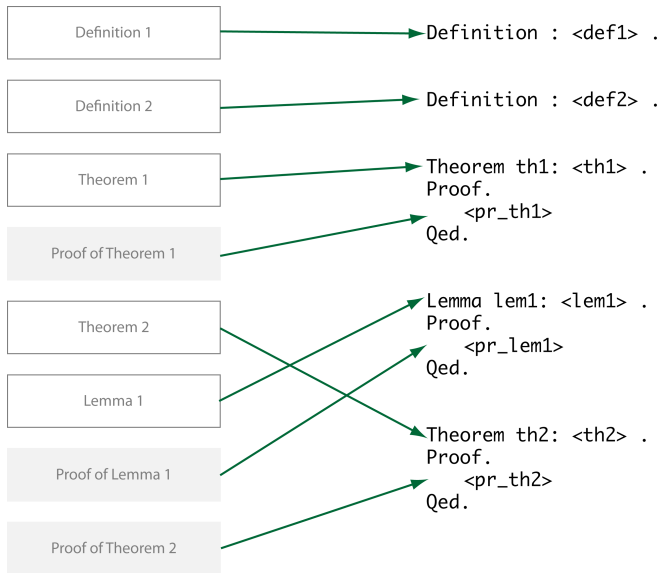 Definition 1
Definition 2
Theorem 1
Proof of Theorem 1
Theorem 2
Lemma 1
Proof of Lemma 1
Proof of Theorem 2
Definition : <def1> .
Definition : <def2> .
Theorem th1: <th1> .
Proof.
<pr_th1>
Qed.
Lemma lem1: <lem1> .
Proof.
<pr_lem1>
Qed.
Theorem th2: <th2> .
Proof.
<pr_th2>
Qed.